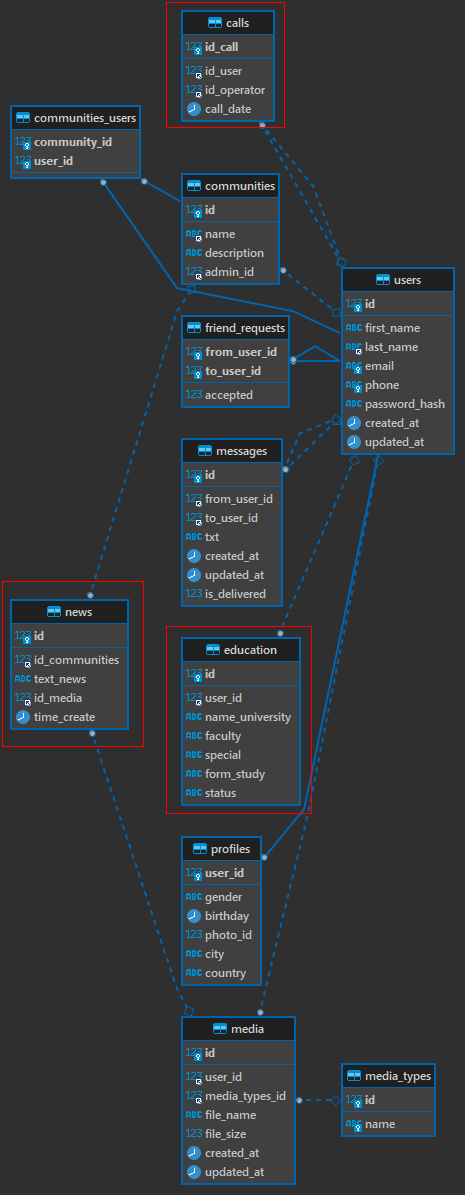 calls
123 id_call
123 id_user
123 id_operator
call_date
communities_users
123 community_id
123 user_id
communities
123 id
ABC name
ABC description
123 admin_id
users
123 id
ABC first_name
ABC last_name
ABC email
ABC phone
ABC password_hash
created_at
updated_at
friend_requests
123 from_user_id
123 to_user_id
123 accepted
messages
123 id
123 from_user_id
123 to_user_id
ABC txt
created_at
updated_at
123 is_delivered
news
123 id
123 id_communities
ABC text_news
123 id_media
time_create
education
123 id
123 user_id
ABC name_university
ABC faculty
ABC special
ABC form_study
ABC status
profiles
123 user_id
ABC gender
birthday
123 photo_id
ABC city
ABC country
media
123 id
123 user_id
123 media_types_id
ABC file_name
123 file_size
created_at
updated_at
media_types
123 id
ABC name